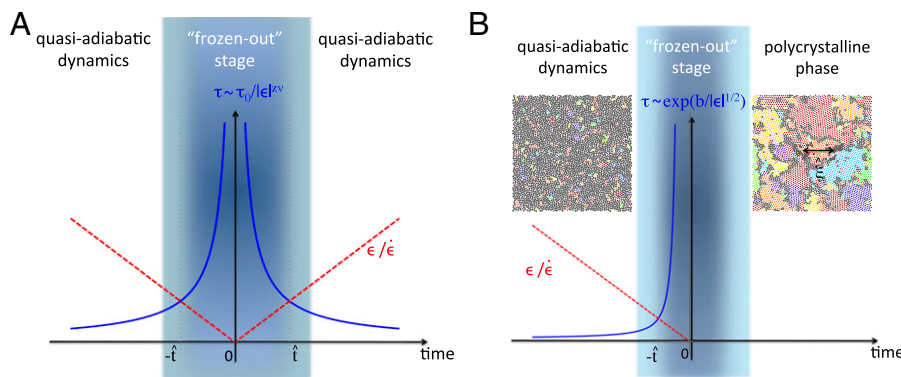 A
quasi-adiabatic
dynamics
“frozen-out”
stage
quasi-adiabatic
dynamics
τ~τ₀/|ϵ|^zν
ϵ/ϵ̇
-t̂
0
t̂
time
B
quasi-adiabatic
dynamics
“frozen-out”
stage
polycrystalline
phase
τ~exp(b/|ϵ|^1/2)
ξ̂
ϵ/ϵ̇
-t̂
0
time